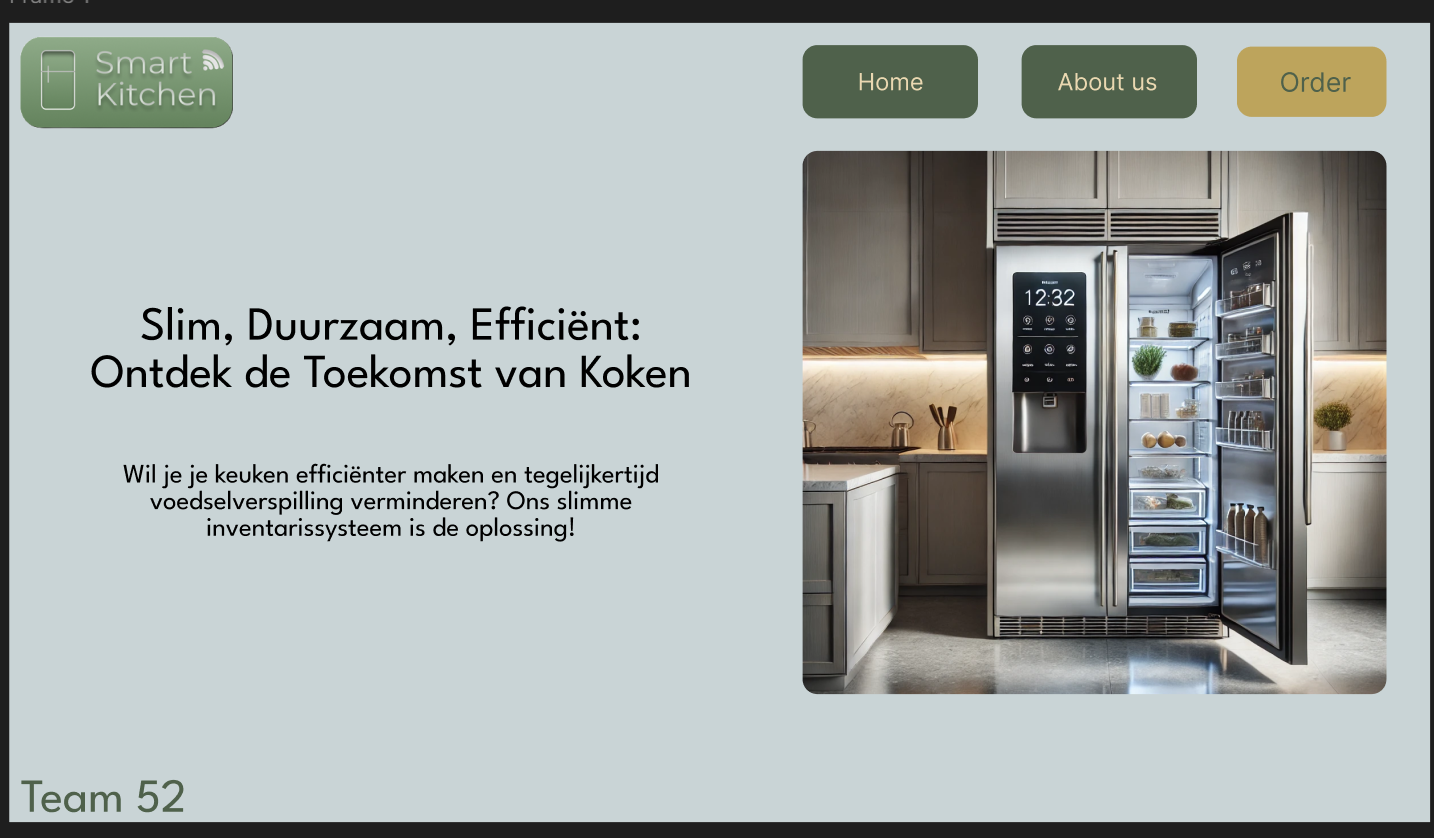 Smart
Kitchen
Home
About us
Order
12:32
Slim, Duurzaam, Efficiënt:
Ontdek de Toekomst van Koken
Wil je je keuken efficiënter maken en tegelijkertijd
voedselverspilling verminderen? Ons slimme
inventarissysteem is de oplossing!
Team 52